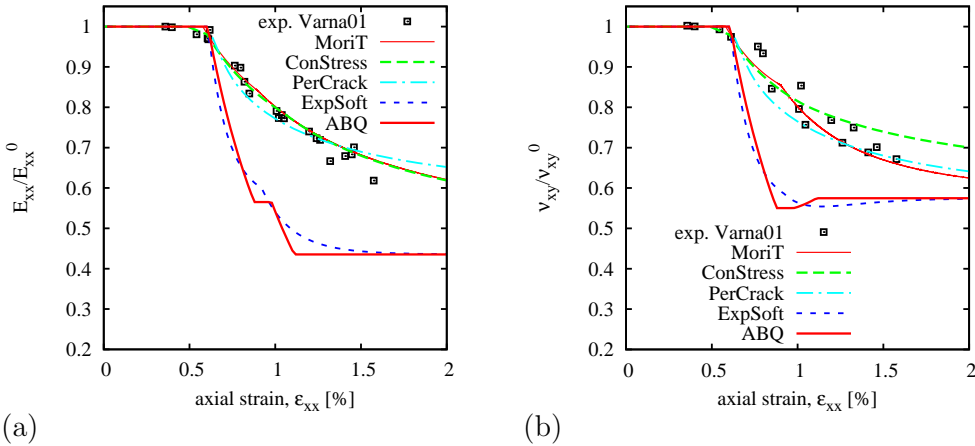 exp. Varna01
MoriT
ConStress
PerCrack
ExpSoft
ABQ
E_xx/E_xx^0
1
0.9
0.8
0.7
0.6
0.5
0.4
0.3
0.2
0 0.5 1 1.5 2
axial strain, ε_xx [%]
(a)
exp. Varna01
MoriT
ConStress
PerCrack
ExpSoft
ABQ
ν_xy/ν_xy^0
1
0.9
0.8
0.7
0.6
0.5
0.4
0.3
0.2
0 0.5 1 1.5 2
axial strain, ε_xx [%]
(b)